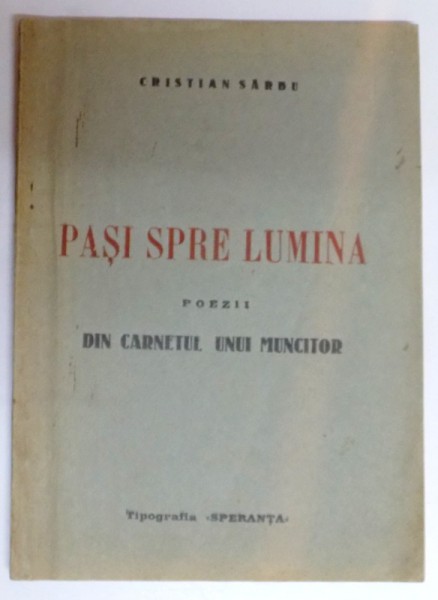 CRISTIAN SÂRBU
PAȘI SPRE LUMINA
POEZII
DIN CARNETUL UNUI MUNCITOR
Tipografia «SPERANȚA»